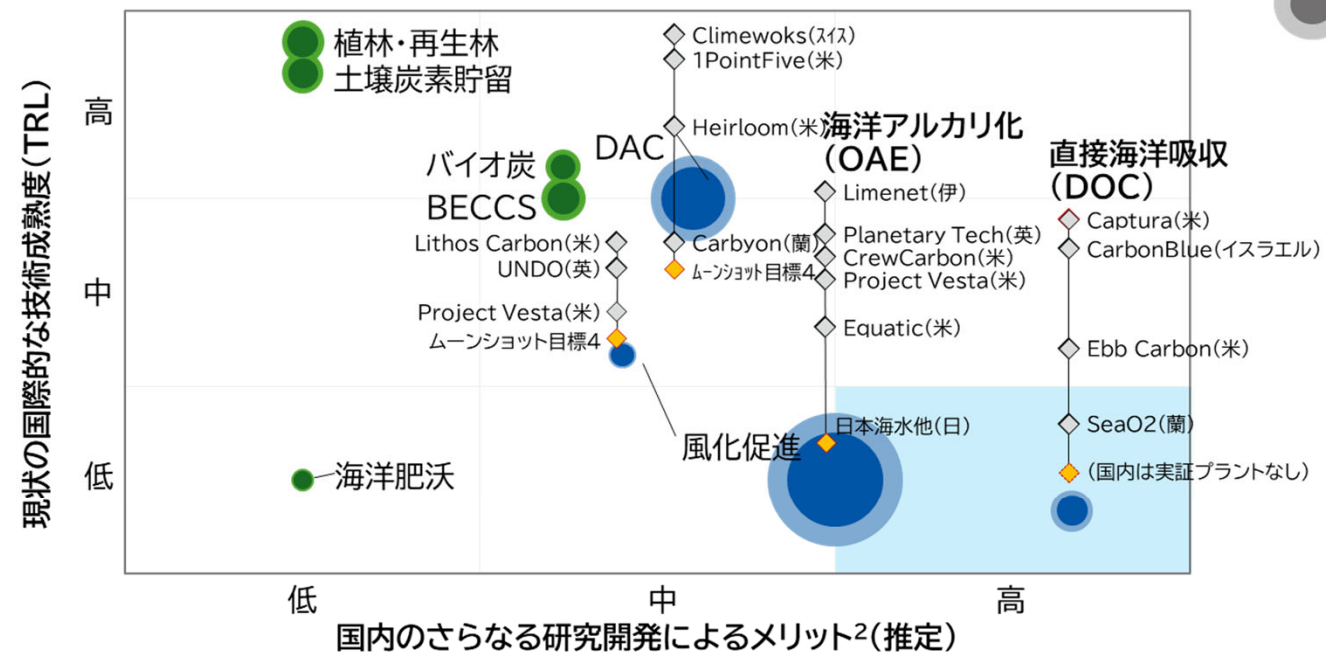 現状の国際的な技術成熟度(TRL)
高
中
低
植林・再生林
土壌炭素貯留
バイオ炭
BECCS
海洋肥沃
DAC
Climewoks(スイス)
1PointFive(米)
Heirloom(米)
Carbyon(蘭)
ムーンショット目標4
Lithos Carbon(米)
UNDO(英)
Project Vesta(米)
ムーンショット目標4
風化促進
海洋アルカリ化
(OAE)
Limenet(伊)
Planetary Tech(英)
CrewCarbon(米)
Project Vesta(米)
Equatic(米)
日本海水他(日)
直接海洋吸収
(DOC)
Captura(米)
CarbonBlue(イスラエル)
Ebb Carbon(米)
SeaO2(蘭)
(国内は実証プラントなし)
低
中
高
国内のさらなる研究開発によるメリット²(推定)